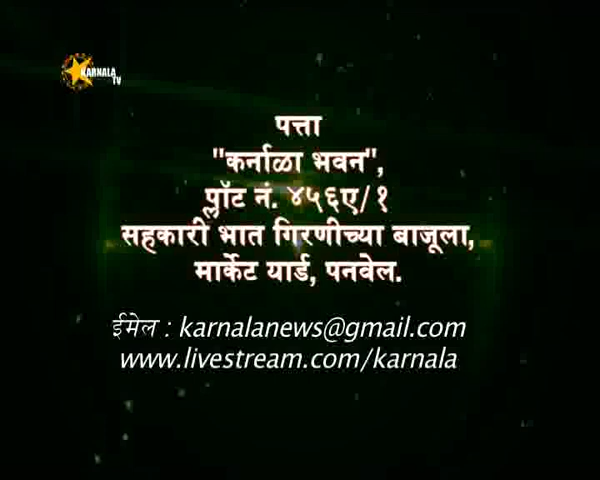 KARNALA
TV
पत्ता
"कर्नाळा भवन",
प्लॉट नं. ४५६ए/१
सहकारी भात गिरणीच्या बाजूला,
मार्केट यार्ड, पनवेल.
ईमेल : karnalanews@gmail.com
www.livestream.com/karnala